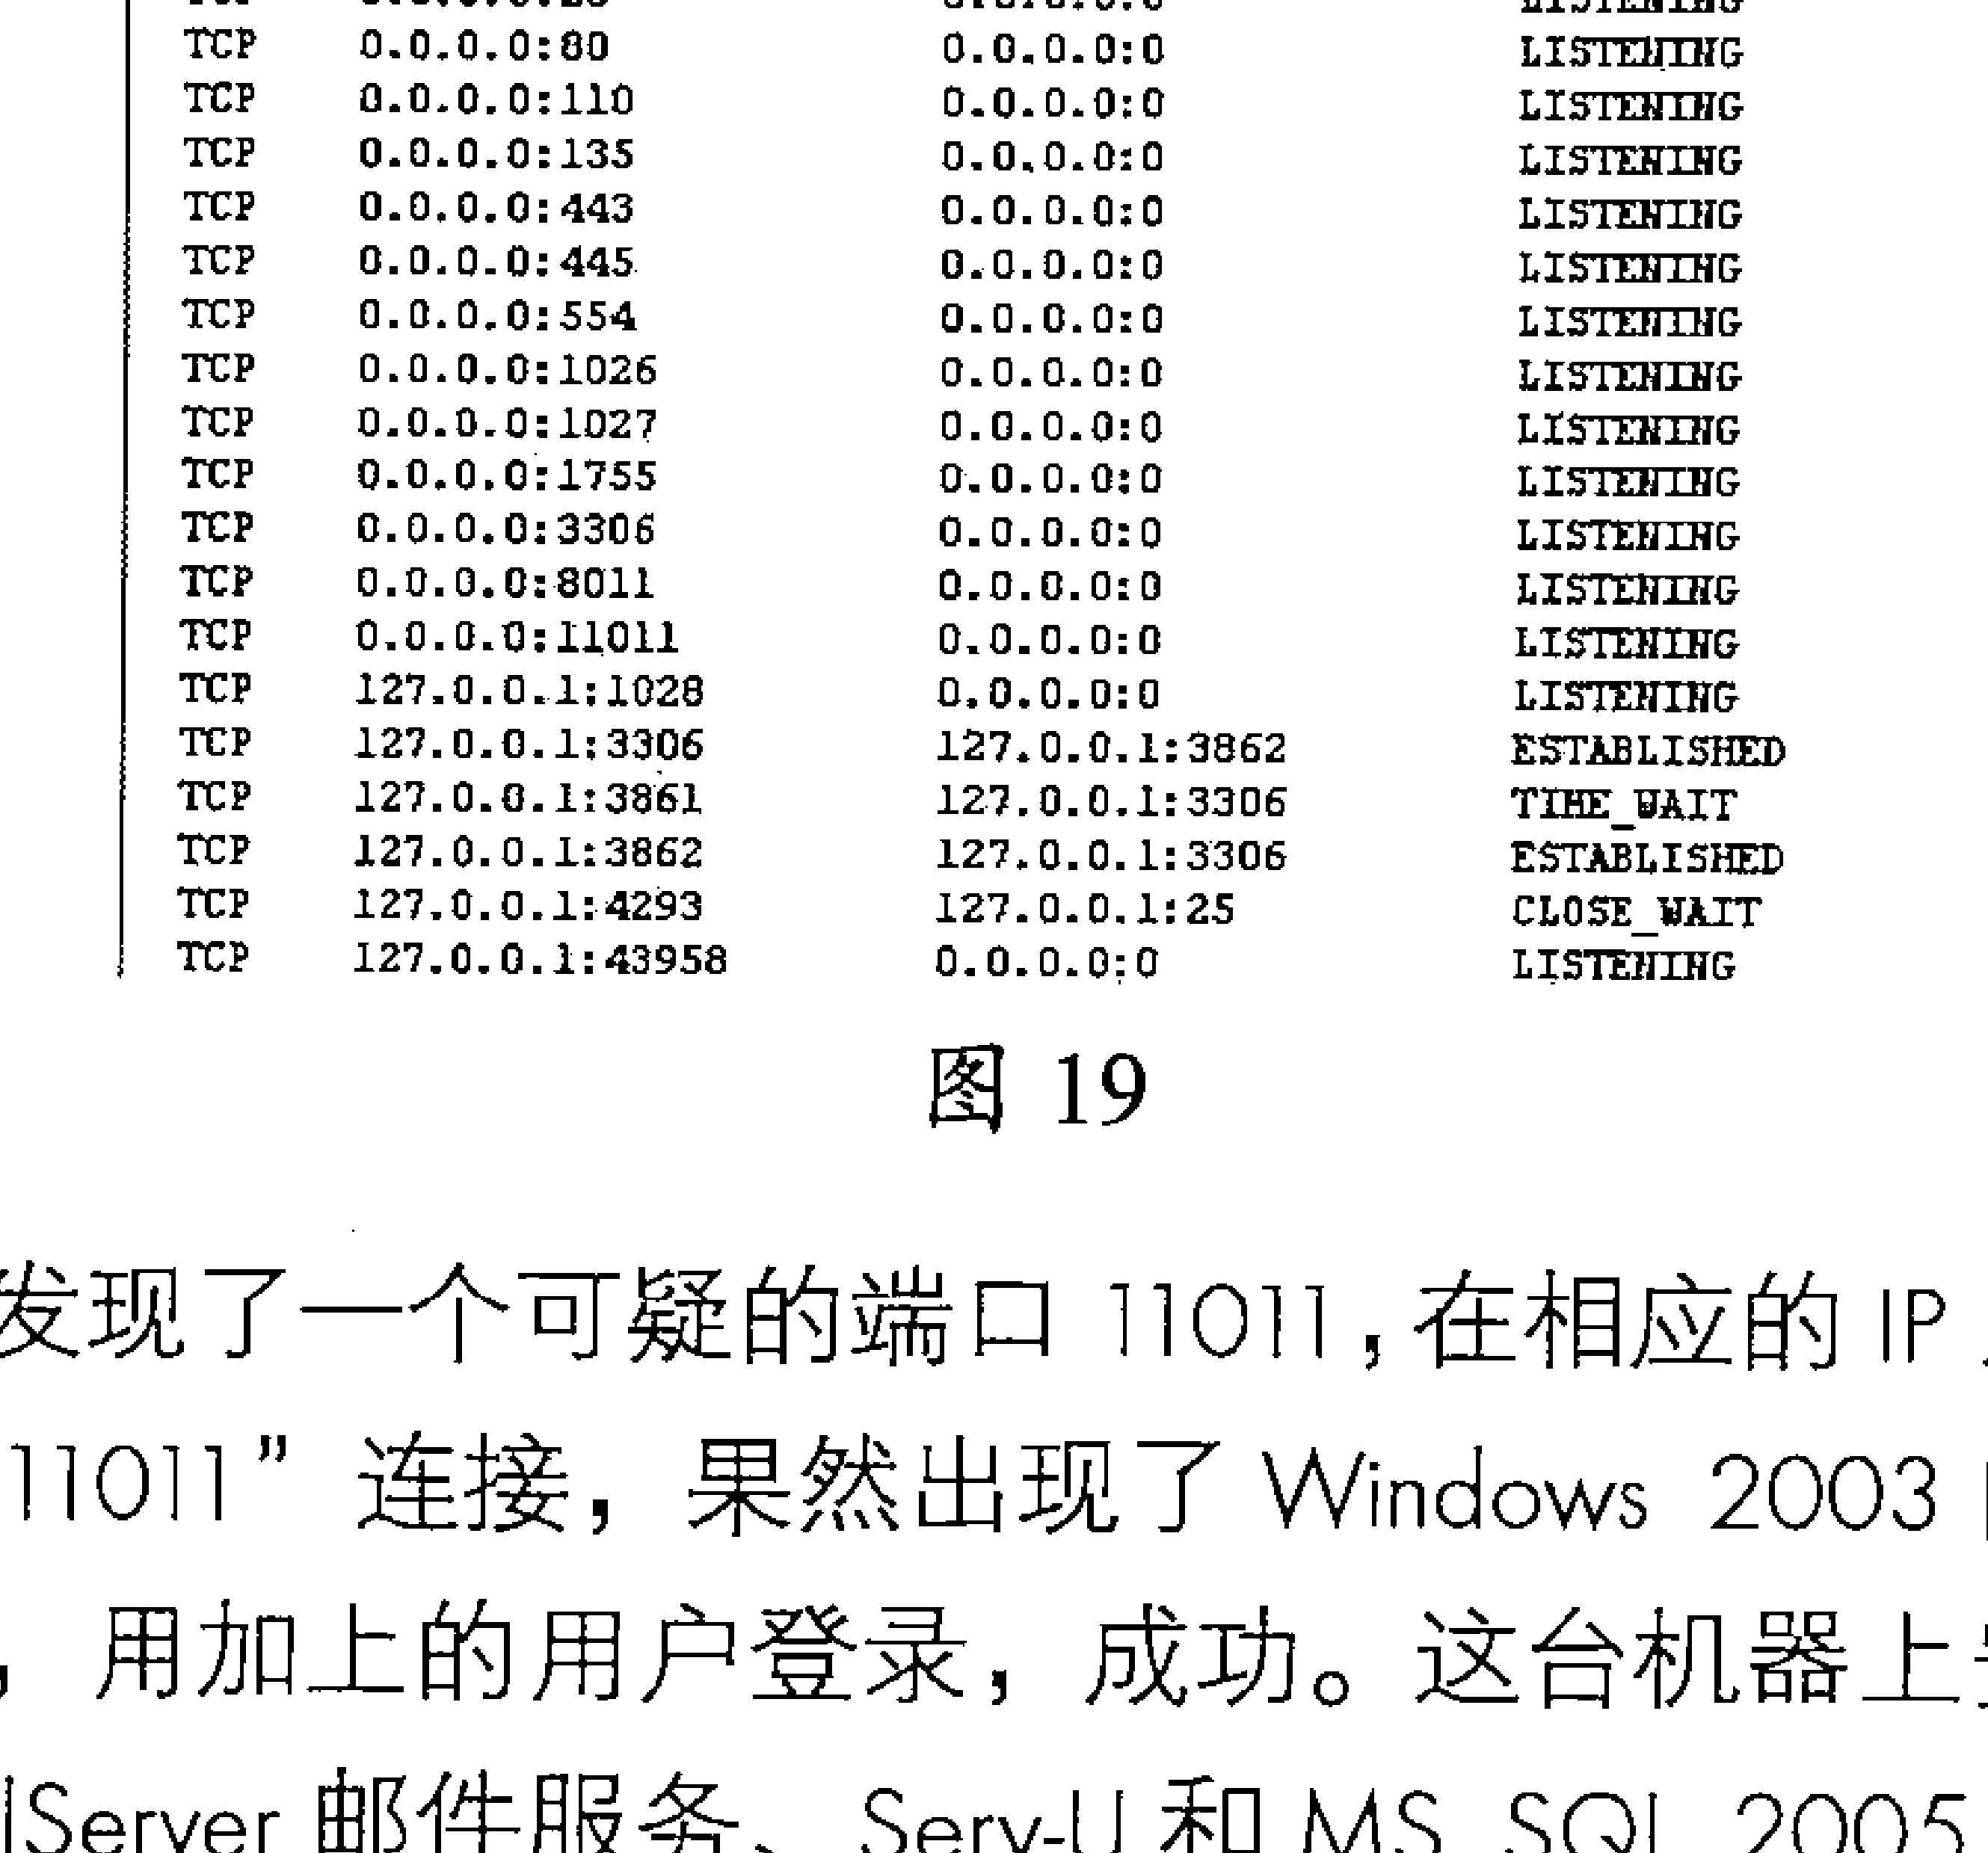 TCP 0.0.0.0:80 0.0.0.0:0 LISTENING
TCP 0.0.0.0:110 0.0.0.0:0 LISTENING
TCP 0.0.0.0:135 0.0.0.0:0 LISTENING
TCP 0.0.0.0:443 0.0.0.0:0 LISTENING
TCP 0.0.0.0:445 0.0.0.0:0 LISTENING
TCP 0.0.0.0:554 0.0.0.0:0 LISTENING
TCP 0.0.0.0:1026 0.0.0.0:0 LISTENING
TCP 0.0.0.0:1027 0.0.0.0:0 LISTENING
TCP 0.0.0.0:1755 0.0.0.0:0 LISTENING
TCP 0.0.0.0:3306 0.0.0.0:0 LISTENING
TCP 0.0.0.0:8011 0.0.0.0:0 LISTENING
TCP 0.0.0.0:11011 0.0.0.0:0 LISTENING
TCP 127.0.0.1:1028 0.0.0.0:0 LISTENING
TCP 127.0.0.1:3306 127.0.0.1:3862 ESTABLISHED
TCP 127.0.0.1:3861 127.0.0.1:3306 TIME_WAIT
TCP 127.0.0.1:3862 127.0.0.1:3306 ESTABLISHED
TCP 127.0.0.1:4293 127.0.0.1:25 CLOSE_WAIT
TCP 127.0.0.1:43958 0.0.0.0:0 LISTENING
图 19
发现了一个可疑的端口 11011,在相应的 IP
11011” 连接，果然出现了 Windows 2003
，用加上的用户登录，成功。这台机器上
lServer 邮件服务、Serv-U 和 MS SQL 2005